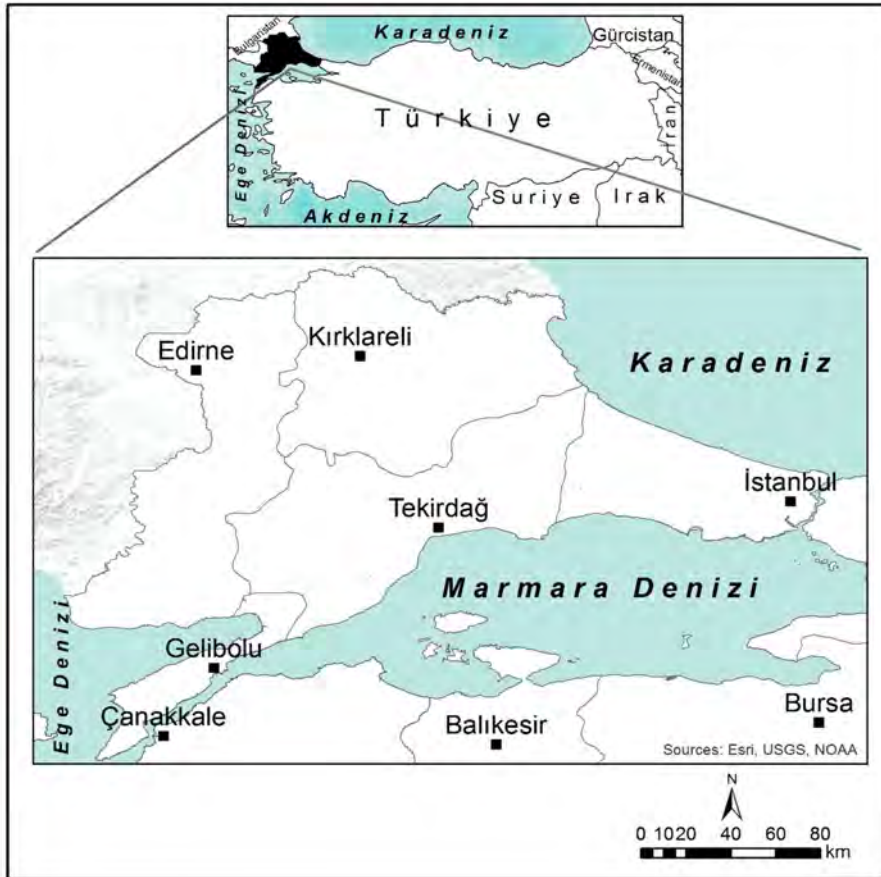 Bulgaristan
Karadeniz
Gürcistan
Ermenistan
Ege Denizi
Türkiye
İran
Suriye
Irak
Akdeniz
Edirne
Kırklareli
Karadeniz
İstanbul
Tekirdağ
Marmara Denizi
Ege Denizi
Gelibolu
Çanakkale
Balıkesir
Bursa
Sources: Esri, USGS, NOAA
N
0 10 20 40 60 80
km